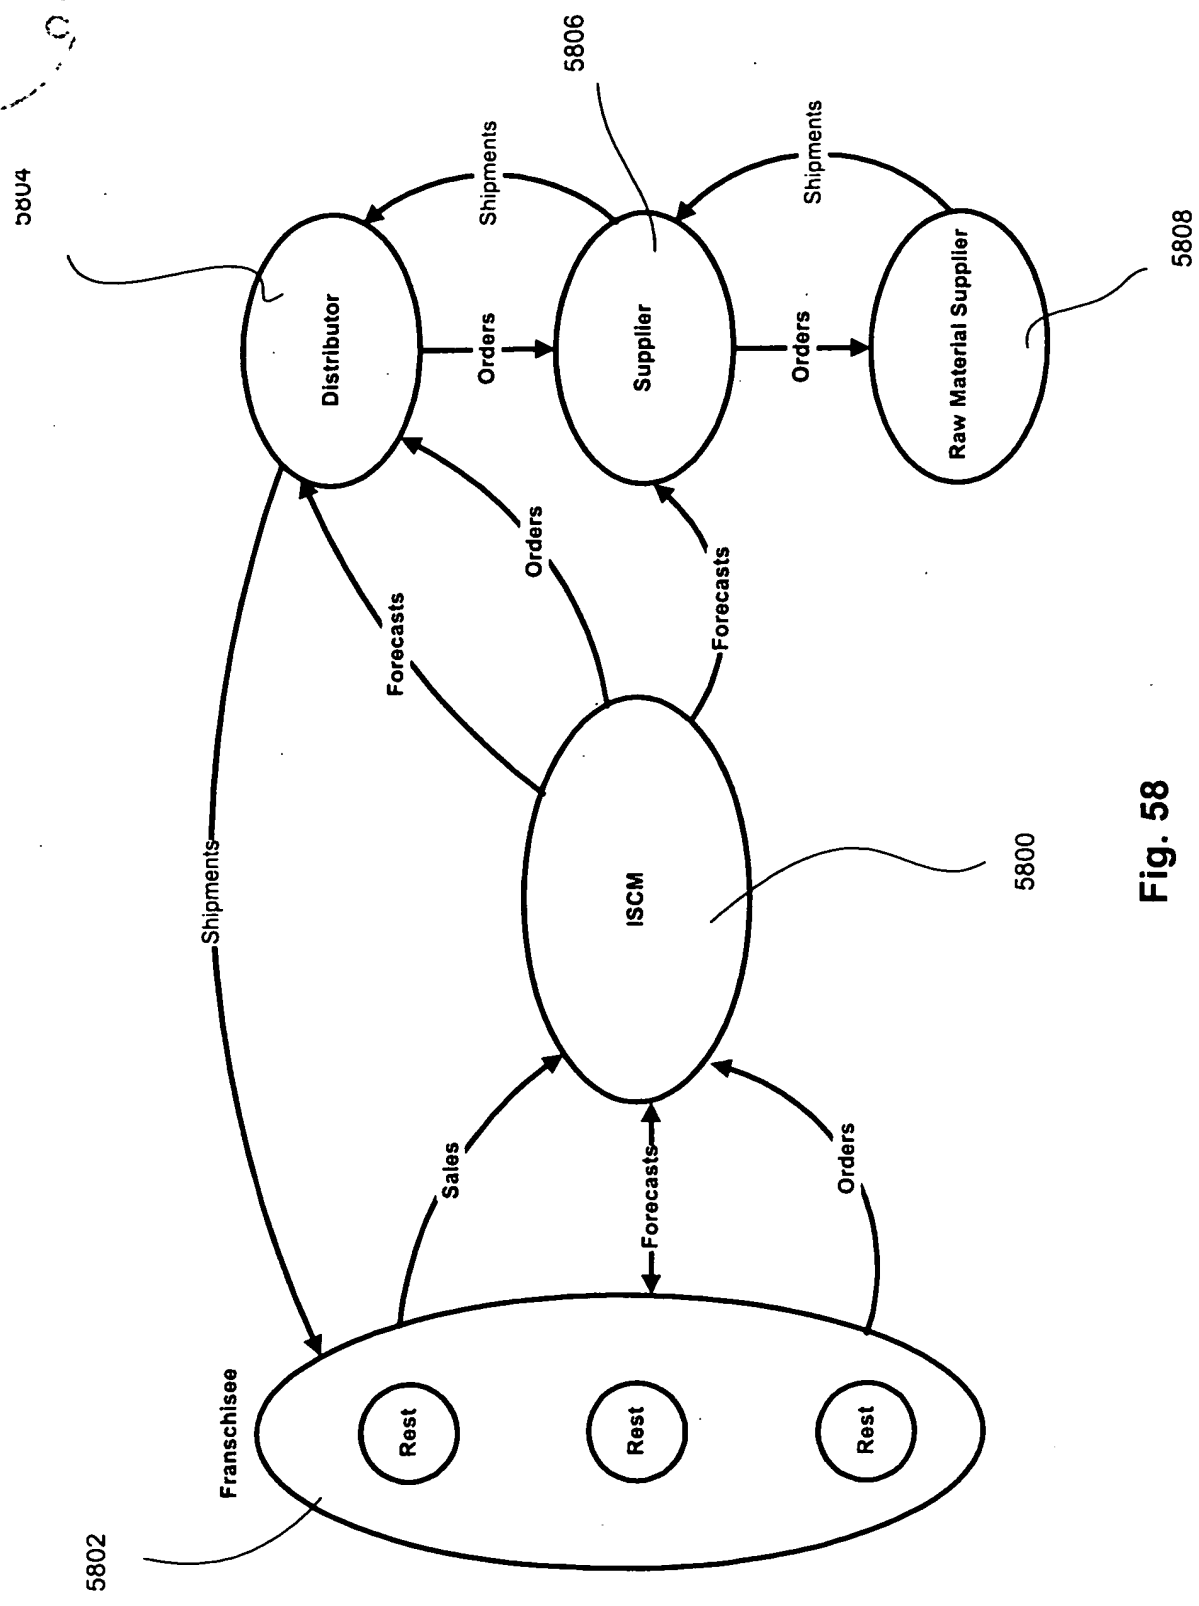 5804
5806
Shipments
Shipments
5808
Distributor
Orders
Supplier
Orders
Raw Material Supplier
Forecasts
Orders
Forecasts
Shipments
ISCM
5800
Fig. 58
Sales
Forecasts
Orders
Franschisee
Rest
Rest
Rest
5802